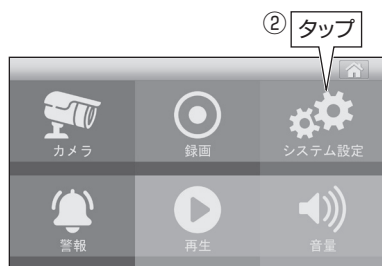 ② タップ
カメラ 録画 システム設定
警報 再生 音量